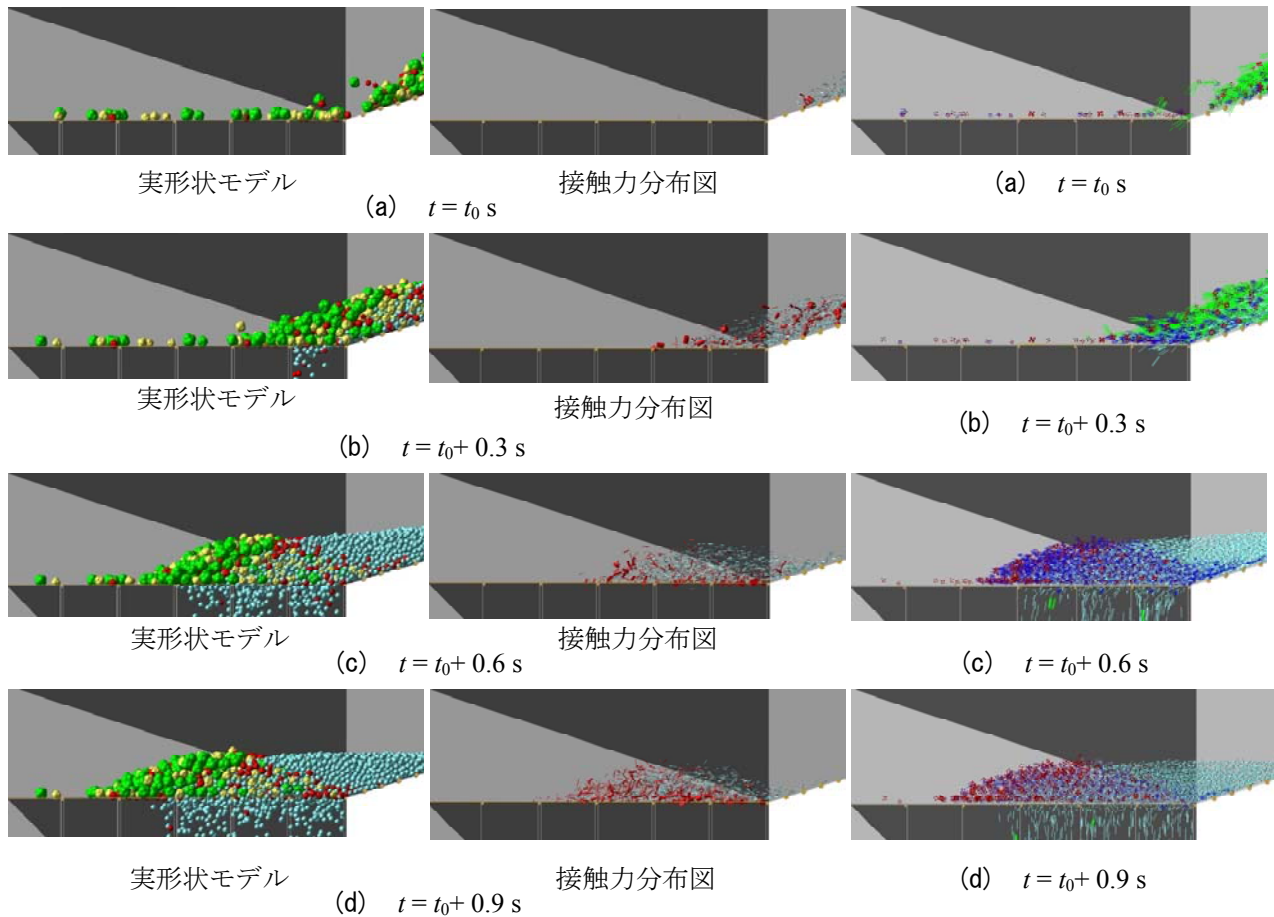 実形状モデル 接触力分布図 (a) t = t0 s
(a) t = t0 s
実形状モデル 接触力分布図 (b) t = t0+ 0.3 s
(b) t = t0+ 0.3 s
実形状モデル 接触力分布図 (c) t = t0+ 0.6 s
(c) t = t0+ 0.6 s
実形状モデル 接触力分布図 (d) t = t0+ 0.9 s
(d) t = t0+ 0.9 s